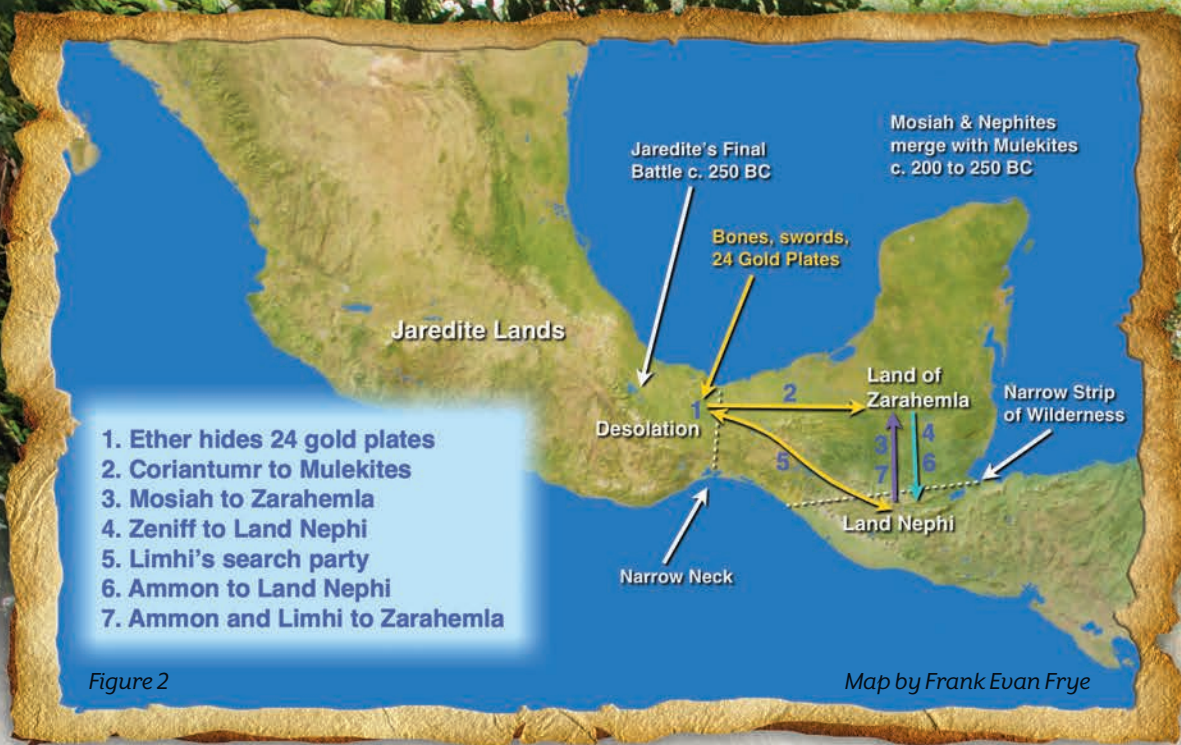 Mosiah & Nephites
merge with Mulekites
c. 200 to 250 BC
Jaredite's Final
Battle c. 250 BC
Bones, swords,
24 Gold Plates
Jaredite Lands
Land of
Zarahemla
Narrow Strip
of Wilderness
Desolation
1
2
3
4
5
6
7
Land Nephi
Narrow Neck
1. Ether hides 24 gold plates
2. Coriantumr to Mulekites
3. Mosiah to Zarahemla
4. Zeniff to Land Nephi
5. Limhi's search party
6. Ammon to Land Nephi
7. Ammon and Limhi to Zarahemla
Figure 2
Map by Frank Evan Frye